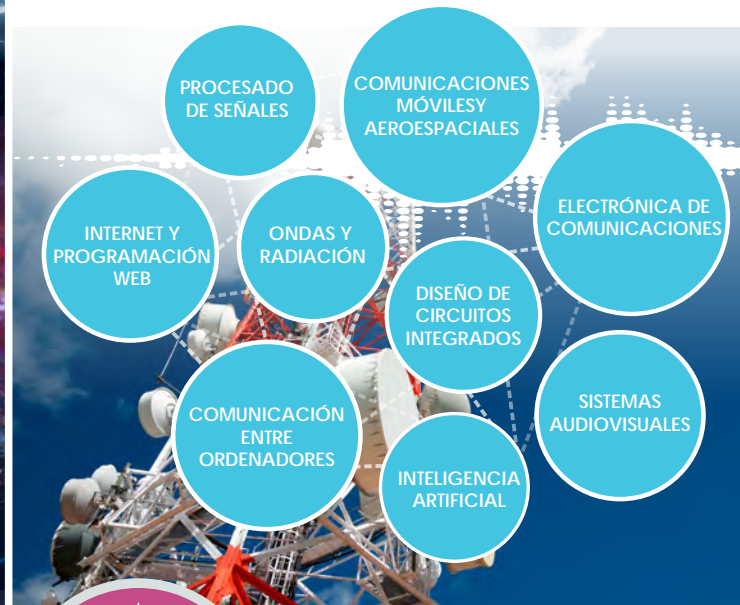 PROCESADO
DE SEÑALES
COMUNICACIONES
MÓVILESY
AEROESPACIALES
ELECTRÓNICA DE
COMUNICACIONES
INTERNET Y
PROGRAMACIÓN
WEB
ONDAS Y
RADIACIÓN
DISEÑO DE
CIRCUITOS
INTEGRADOS
SISTEMAS
AUDIOVISUALES
COMUNICACIÓN
ENTRE
ORDENADORES
INTELIGENCIA
ARTIFICIAL